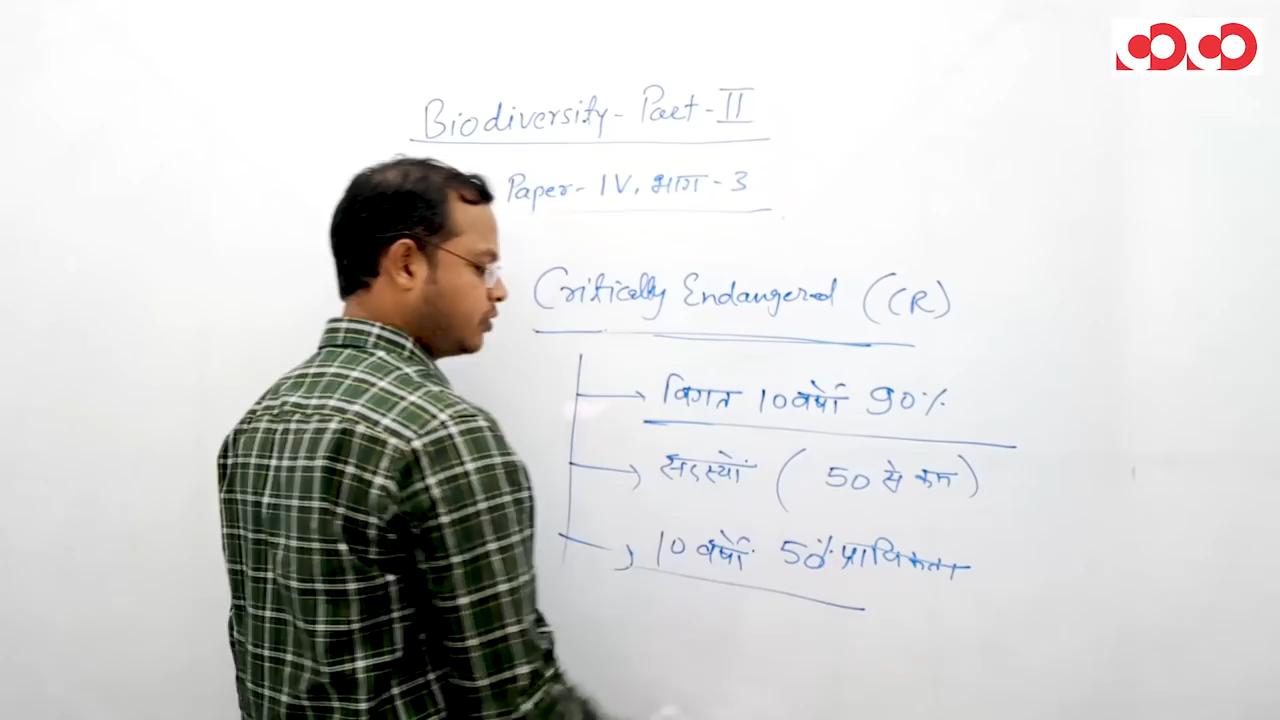 Biodiversity - Part - II
Paper - IV, भाग - 3
Critically Endangered (CR)
विगत 10 वर्षों 90%
सदस्यों (50 से कम)
10 वर्षों 50% प्रायिकता